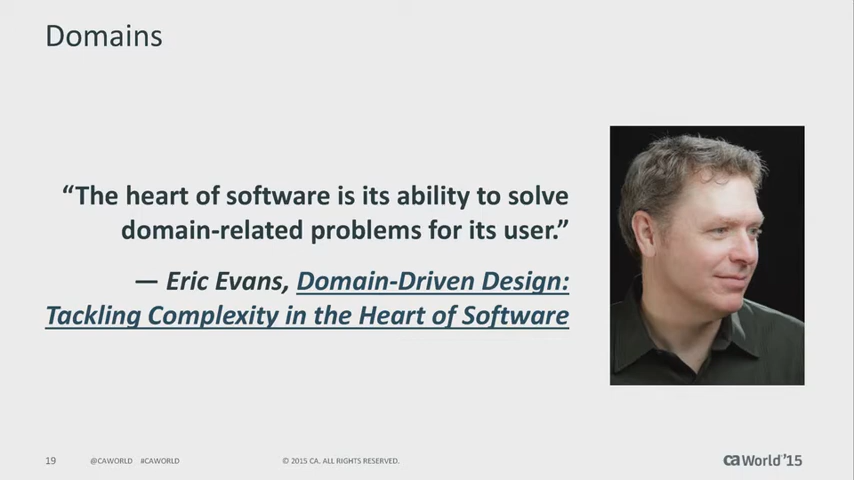 Domains
“The heart of software is its ability to solve
domain-related problems for its user.”
— Eric Evans, Domain-Driven Design:
Tackling Complexity in the Heart of Software
19 @CAWORLD #CAWORLD © 2015 CA. ALL RIGHTS RESERVED. ca World ’15